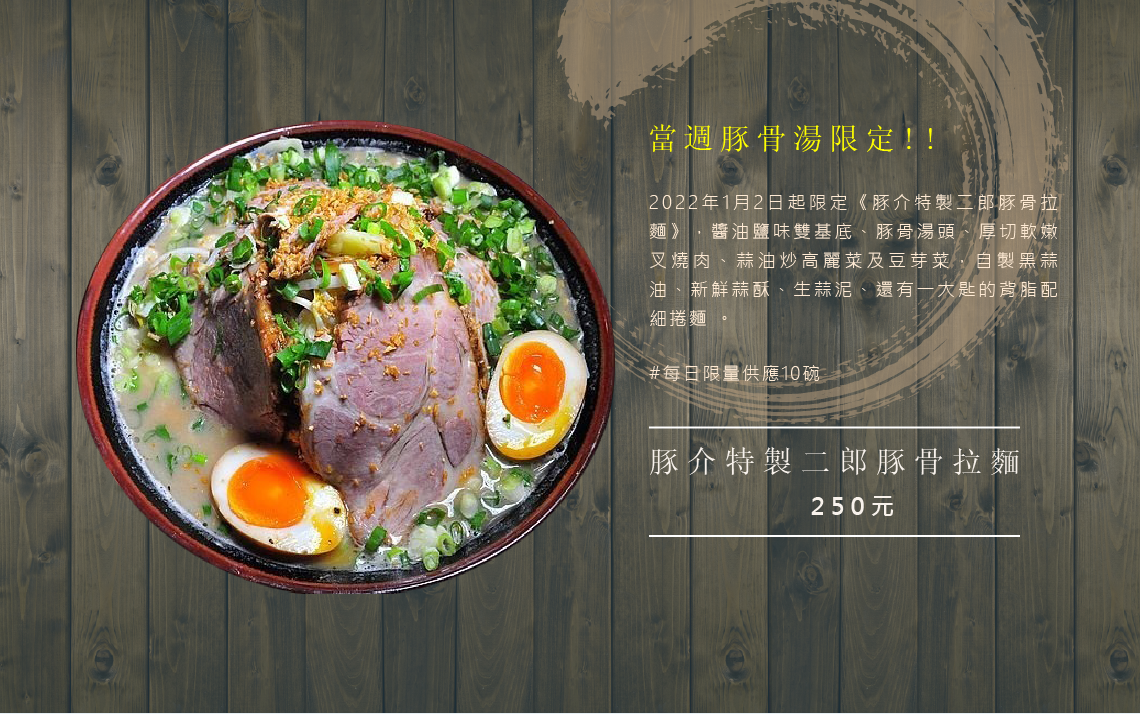 當週豚骨湯限定!!
2022年1月2日起限定《豚介特製二郎豚骨拉
麵》，醬油鹽味雙基底、豚骨湯頭、厚切軟嫩
叉燒肉、蒜油炒高麗菜及豆芽菜，自製黑蒜
油、新鮮蒜酥、生蒜泥、還有一大匙的背脂配
細捲麵 。
#每日限量供應10碗
豚介特製二郎豚骨拉麵
250元